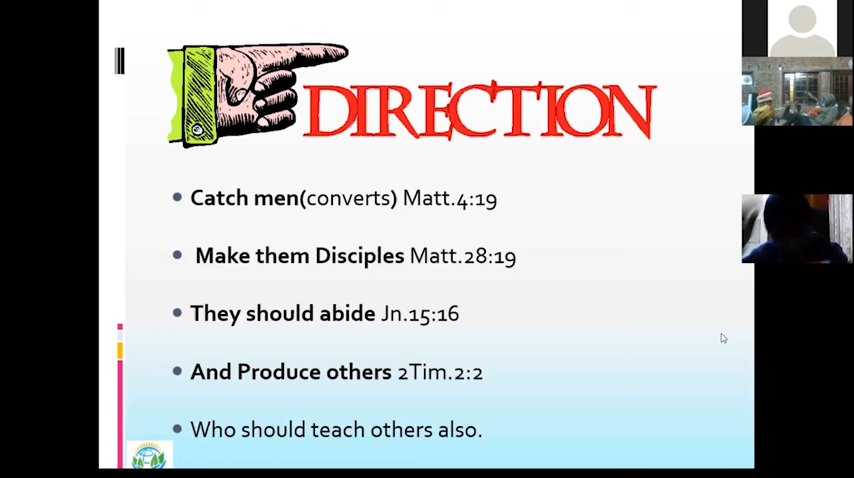 DIRECTION
Catch men(converts) Matt.4:19
Make them Disciples Matt.28:19
They should abide Jn.15:16
And Produce others 2Tim.2:2
Who should teach others also.